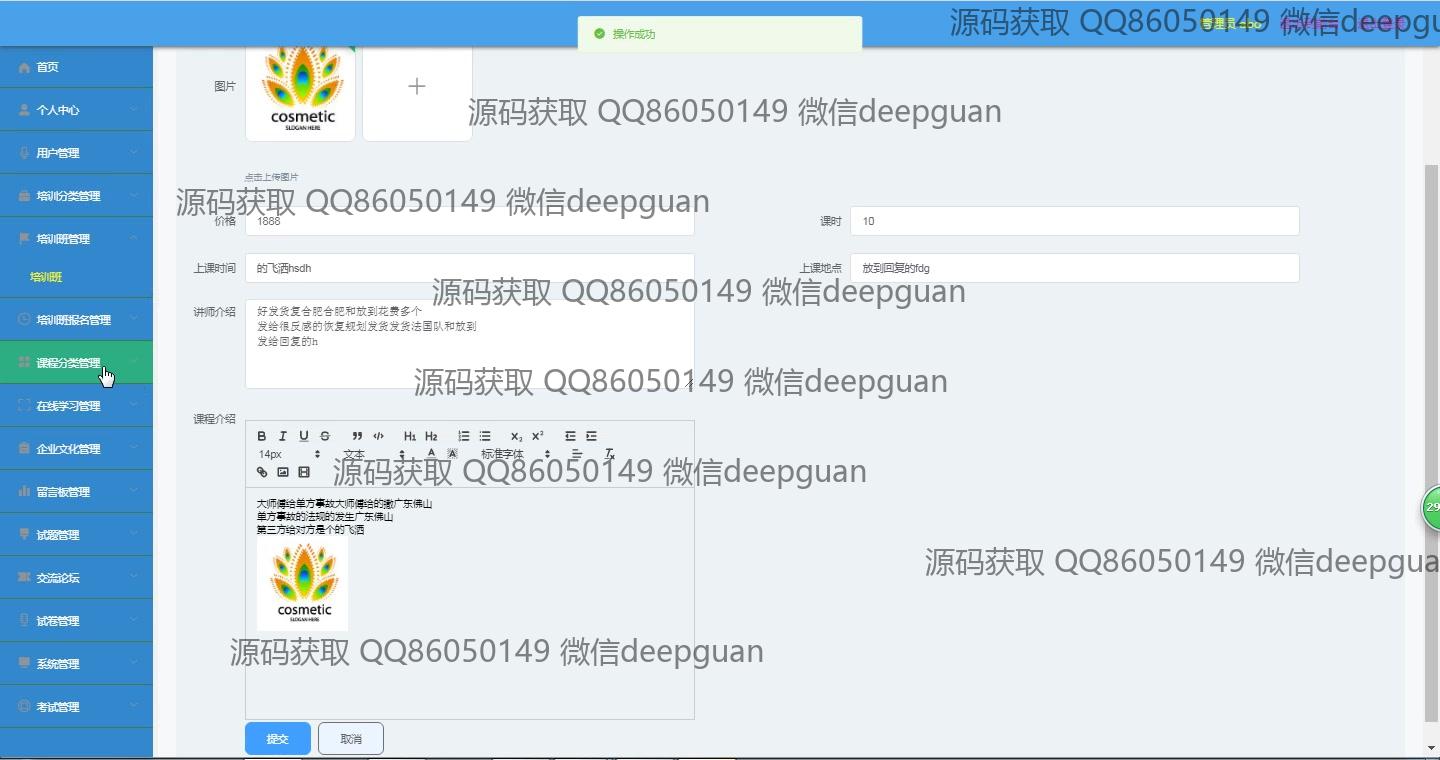 操作成功
源码获取 QQ86050149 微信deepgu
首页
个人中心
用户管理
培训分类管理
培训班管理
培训班
培训班报名管理
课程分类管理
在线学习管理
企业文化管理
留言板管理
试题管理
交流论坛
试卷管理
系统管理
考试管理
图片
cosmetic
SLOGAN HERE
源码获取 QQ86050149 微信deepguan
点击上传图片
源码获取 QQ86050149 微信deepguan
价格 1888
课时 10
上课时间 的飞洒hsdh
上课地点 放到回复的fdg
源码获取 QQ86050149 微信deepguan
讲师介绍
好发货复合肥合肥和放到花费多个
发给很反感的恢复规划发货发货法国队和放到
发给回复的h
源码获取 QQ86050149 微信deepguan
课程介绍
B I U S H1 H2 X2 X2
14px 文本 A A 标准字体 Tx
源码获取 QQ86050149 微信deepguan
大师傅给单方事故大师傅给的撒广东佛山
单方事故的法规的发生广东佛山
第三方给对方是个的飞洒
cosmetic
SLOGAN HERE
29
源码获取 QQ86050149 微信deepgua
源码获取 QQ86050149 微信deepguan
提交
取消